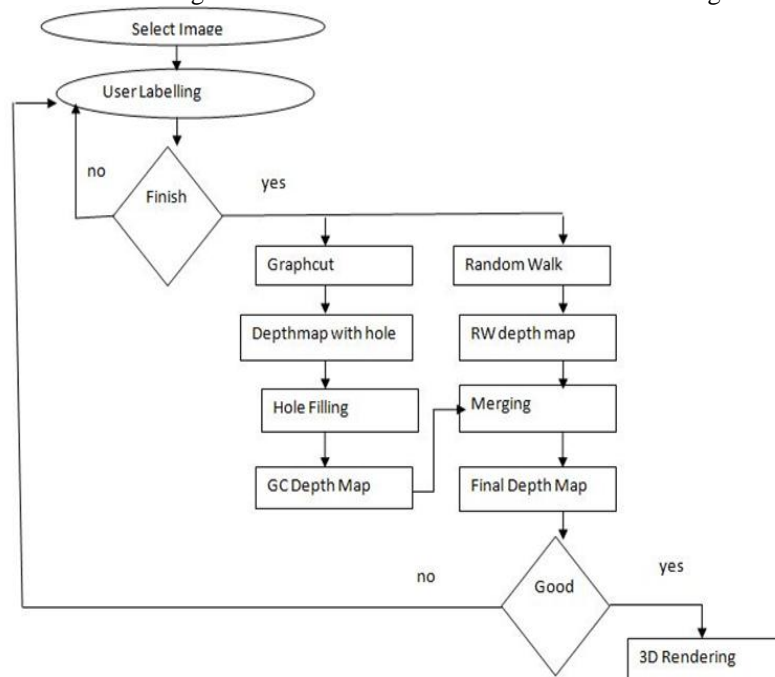 Select Image
User Labelling
no
yes
Finish
Graphcut
Random Walk
Depthmap with hole
RW depth map
Hole Filling
Merging
GC Depth Map
Final Depth Map
no
yes
Good
3D Rendering